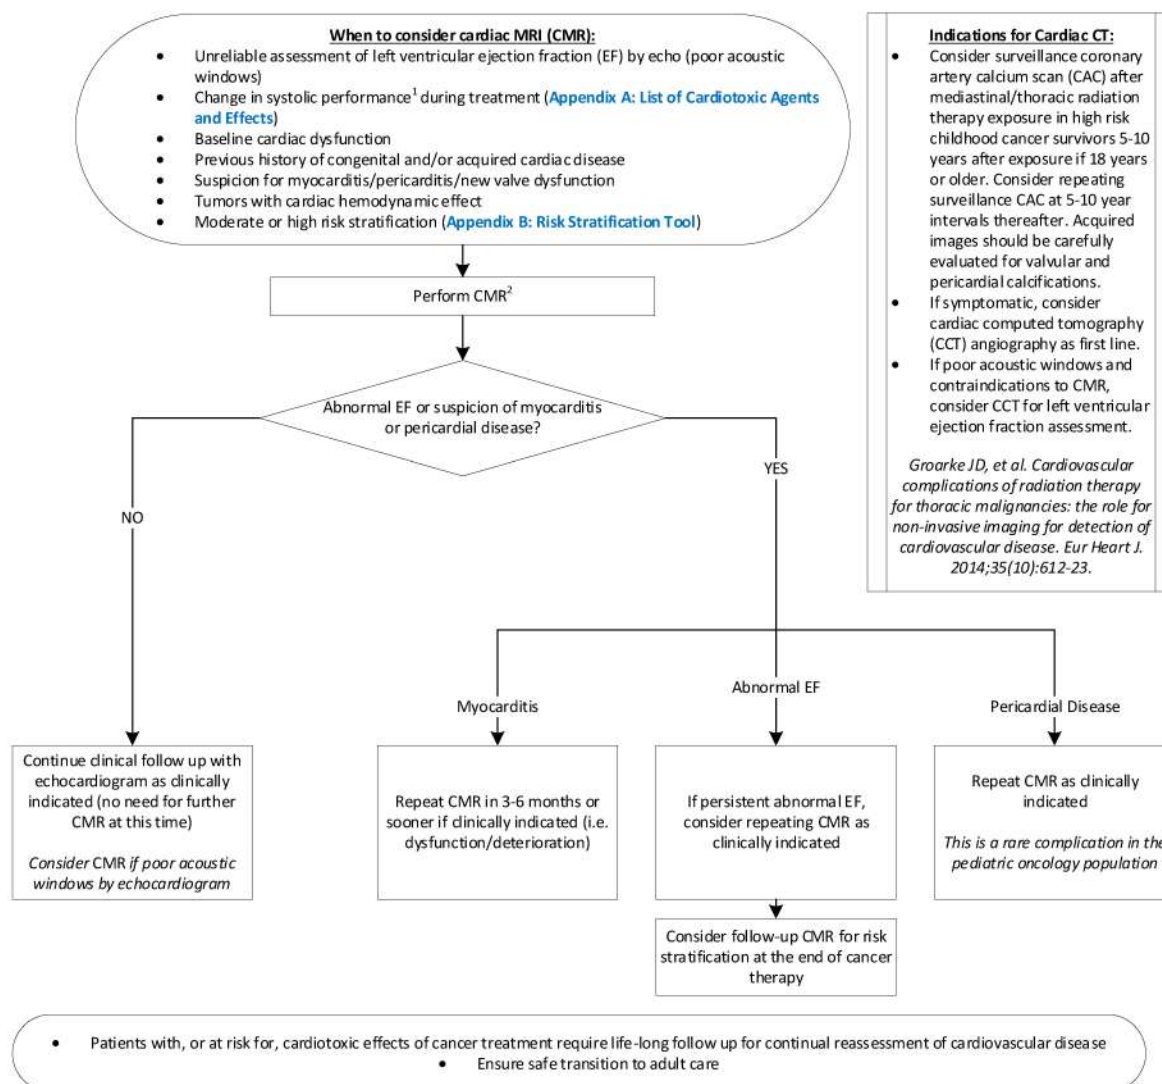 When to consider cardiac MRI (CMR):
• Unreliable assessment of left ventricular ejection fraction (EF) by echo (poor acoustic
windows)
• Change in systolic performance1 during treatment (Appendix A: List of Cardiotoxic Agents
and Effects)
• Baseline cardiac dysfunction
• Previous history of congenital and/or acquired cardiac disease
• Suspicion for myocarditis/pericarditis/new valve dysfunction
• Tumors with cardiac hemodynamic effect
• Moderate or high risk stratification (Appendix B: Risk Stratification Tool)
Perform CMR2
Abnormal EF or suspicion of myocarditis
or pericardial disease?
NO
YES
Indications for Cardiac CT:
• Consider surveillance coronary
artery calcium scan (CAC) after
mediastinal/thoracic radiation
therapy exposure in high risk
childhood cancer survivors 5-10
years after exposure if 18 years
or older. Consider repeating
surveillance CAC at 5-10 year
intervals thereafter. Acquired
images should be carefully
evaluated for valvular and
pericardial calcifications.
• If symptomatic, consider
cardiac computed tomography
(CCT) angiography as first line.
• If poor acoustic windows and
contraindications to CMR,
consider CCT for left ventricular
ejection fraction assessment.
Groarke JD, et al. Cardiovascular
complications of radiation therapy
for thoracic malignancies: the role for
non-invasive imaging for detection of
cardiovascular disease. Eur Heart J.
2014;35(10):612-23.
Myocarditis
Abnormal EF
Pericardial Disease
Continue clinical follow up with
echocardiogram as clinically
indicated (no need for further
CMR at this time)
Consider CMR if poor acoustic
windows by echocardiogram
Repeat CMR in 3-6 months or
sooner if clinically indicated (i.e.
dysfunction/deterioration)
If persistent abnormal EF,
consider repeating CMR as
clinically indicated
Repeat CMR as clinically
indicated
This is a rare complication in the
pediatric oncology population
Consider follow-up CMR for risk
stratification at the end of cancer
therapy
• Patients with, or at risk for, cardiotoxic effects of cancer treatment require life-long follow up for continual reassessment of cardiovascular disease
• Ensure safe transition to adult care